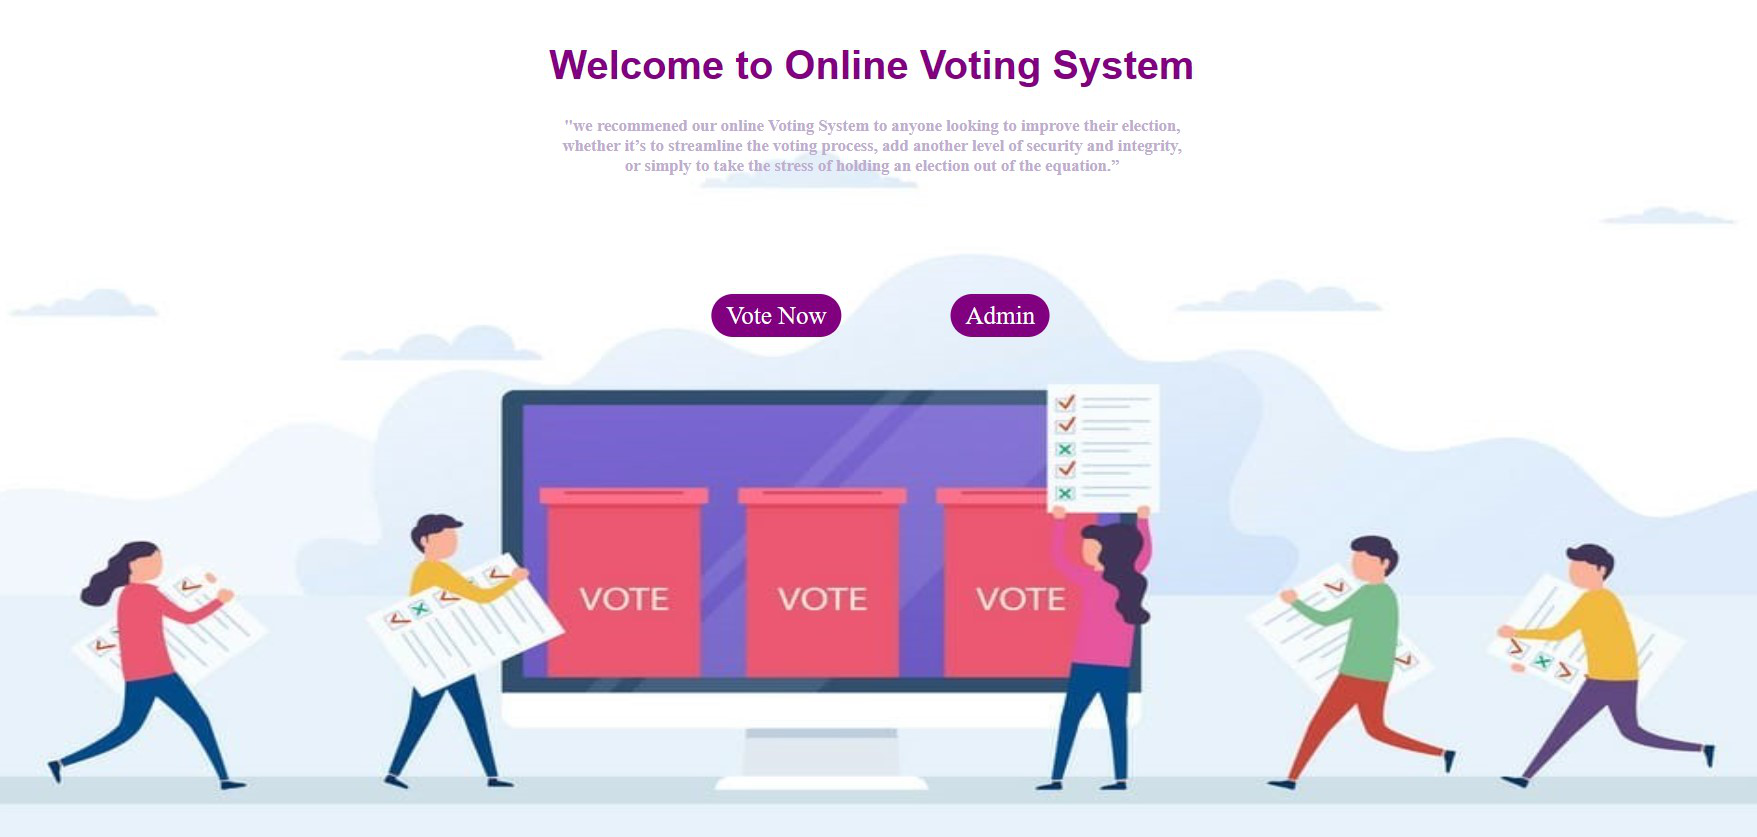 Welcome to Online Voting System
"we recommened our online Voting System to anyone looking to improve their election,
whether it’s to streamline the voting process, add another level of security and integrity,
or simply to take the stress of holding an election out of the equation.”
Vote Now
Admin
VOTE
VOTE
VOTE